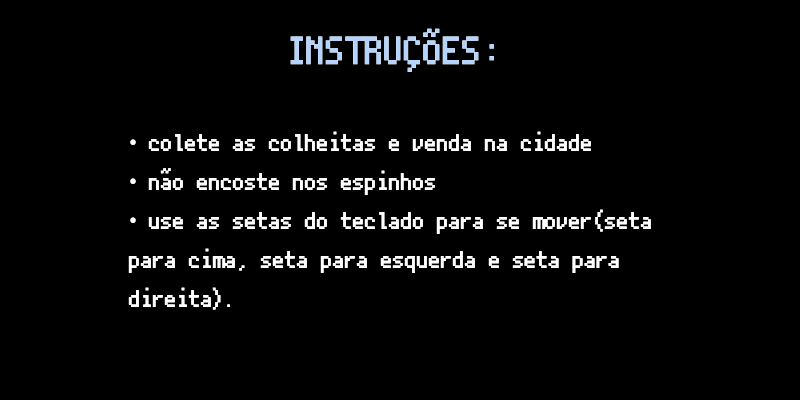 INSTRUÇÕES:
• colete as colheitas e venda na cidade
• não encoste nos espinhos
• use as setas do teclado para se mover(seta
para cima, seta para esquerda e seta para
direita).